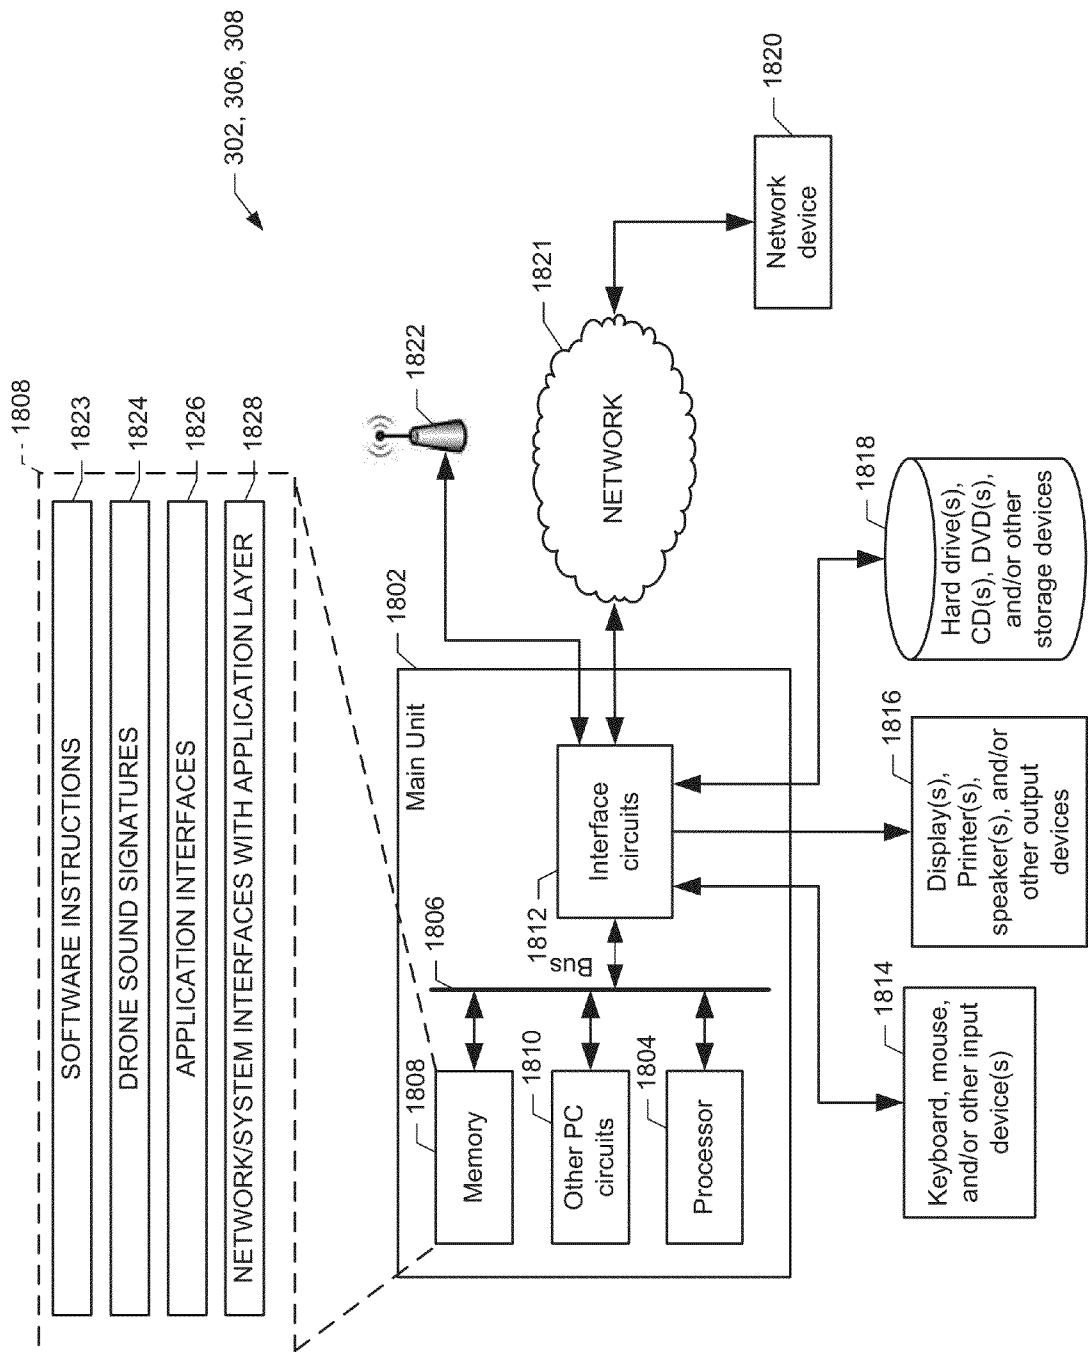 302, 306, 308
1808
SOFTWARE INSTRUCTIONS
1823
DRONE SOUND SIGNATURES
1824
APPLICATION INTERFACES
1826
NETWORK/SYSTEM INTERFACES WITH APPLICATION LAYER
1828
1822
1802
Main Unit
1808
Memory
1810
Other PC
circuits
1804
Processor
1806
Bus
1812
Interface
circuits
NETWORK
1821
Network
device
1820
1814
Keyboard, mouse,
and/or other input
device(s)
1816
Display(s),
Printer(s),
speaker(s), and/or
other output
devices
1818
Hard drive(s),
CD(s), DVD(s),
and/or other
storage devices